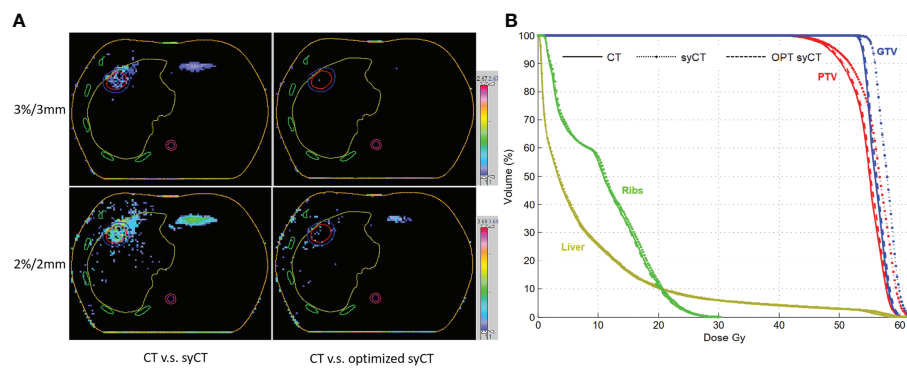 A
3%/3mm
2%/2mm
CT v.s. syCT
CT v.s. optimized syCT
B
Volume (%)
100
90
80
70
60
50
40
30
20
10
0
CT
syCT
OPT syCT
GTV
PTV
Ribs
Liver
0
10
20
30
40
50
60
Dose Gy